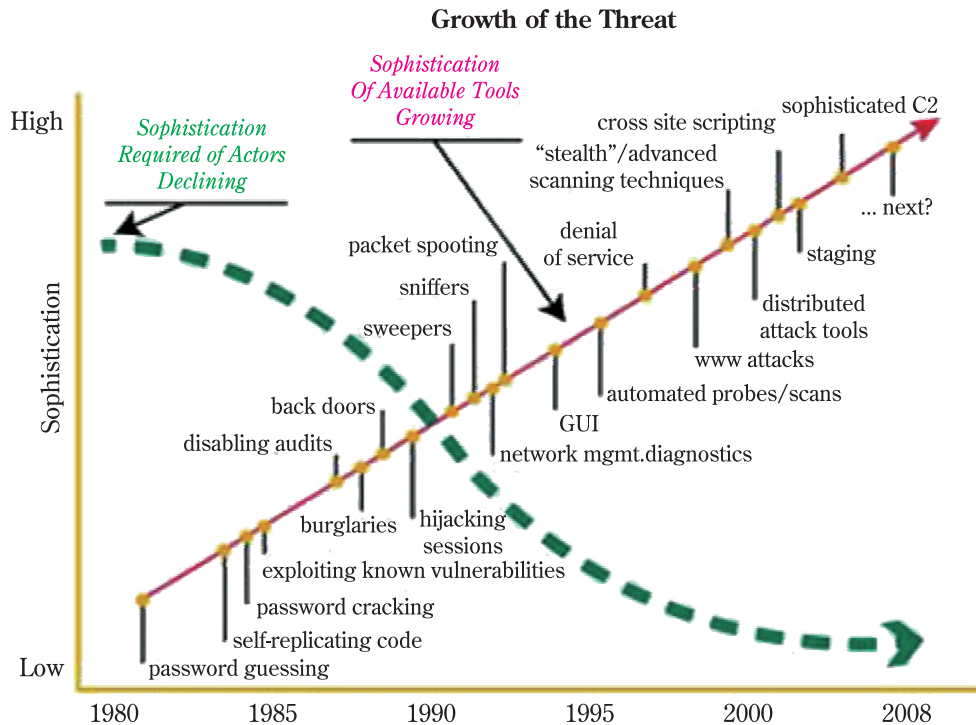 Growth of the Threat
Sophistication
Of Available Tools
Growing
Sophistication
Required of Actors
Declining
High
Sophistication
Low
sophisticated C2
cross site scripting
“stealth”/advanced
scanning techniques
... next?
packet spooting
denial
of service
staging
sniffers
distributed
attack tools
sweepers
www attacks
automated probes/scans
back doors
GUI
disabling audits
network mgmt.diagnostics
burglaries
hijacking
sessions
exploiting known vulnerabilities
password cracking
self-replicating code
password guessing
1980
1985
1990
1995
2000
2008